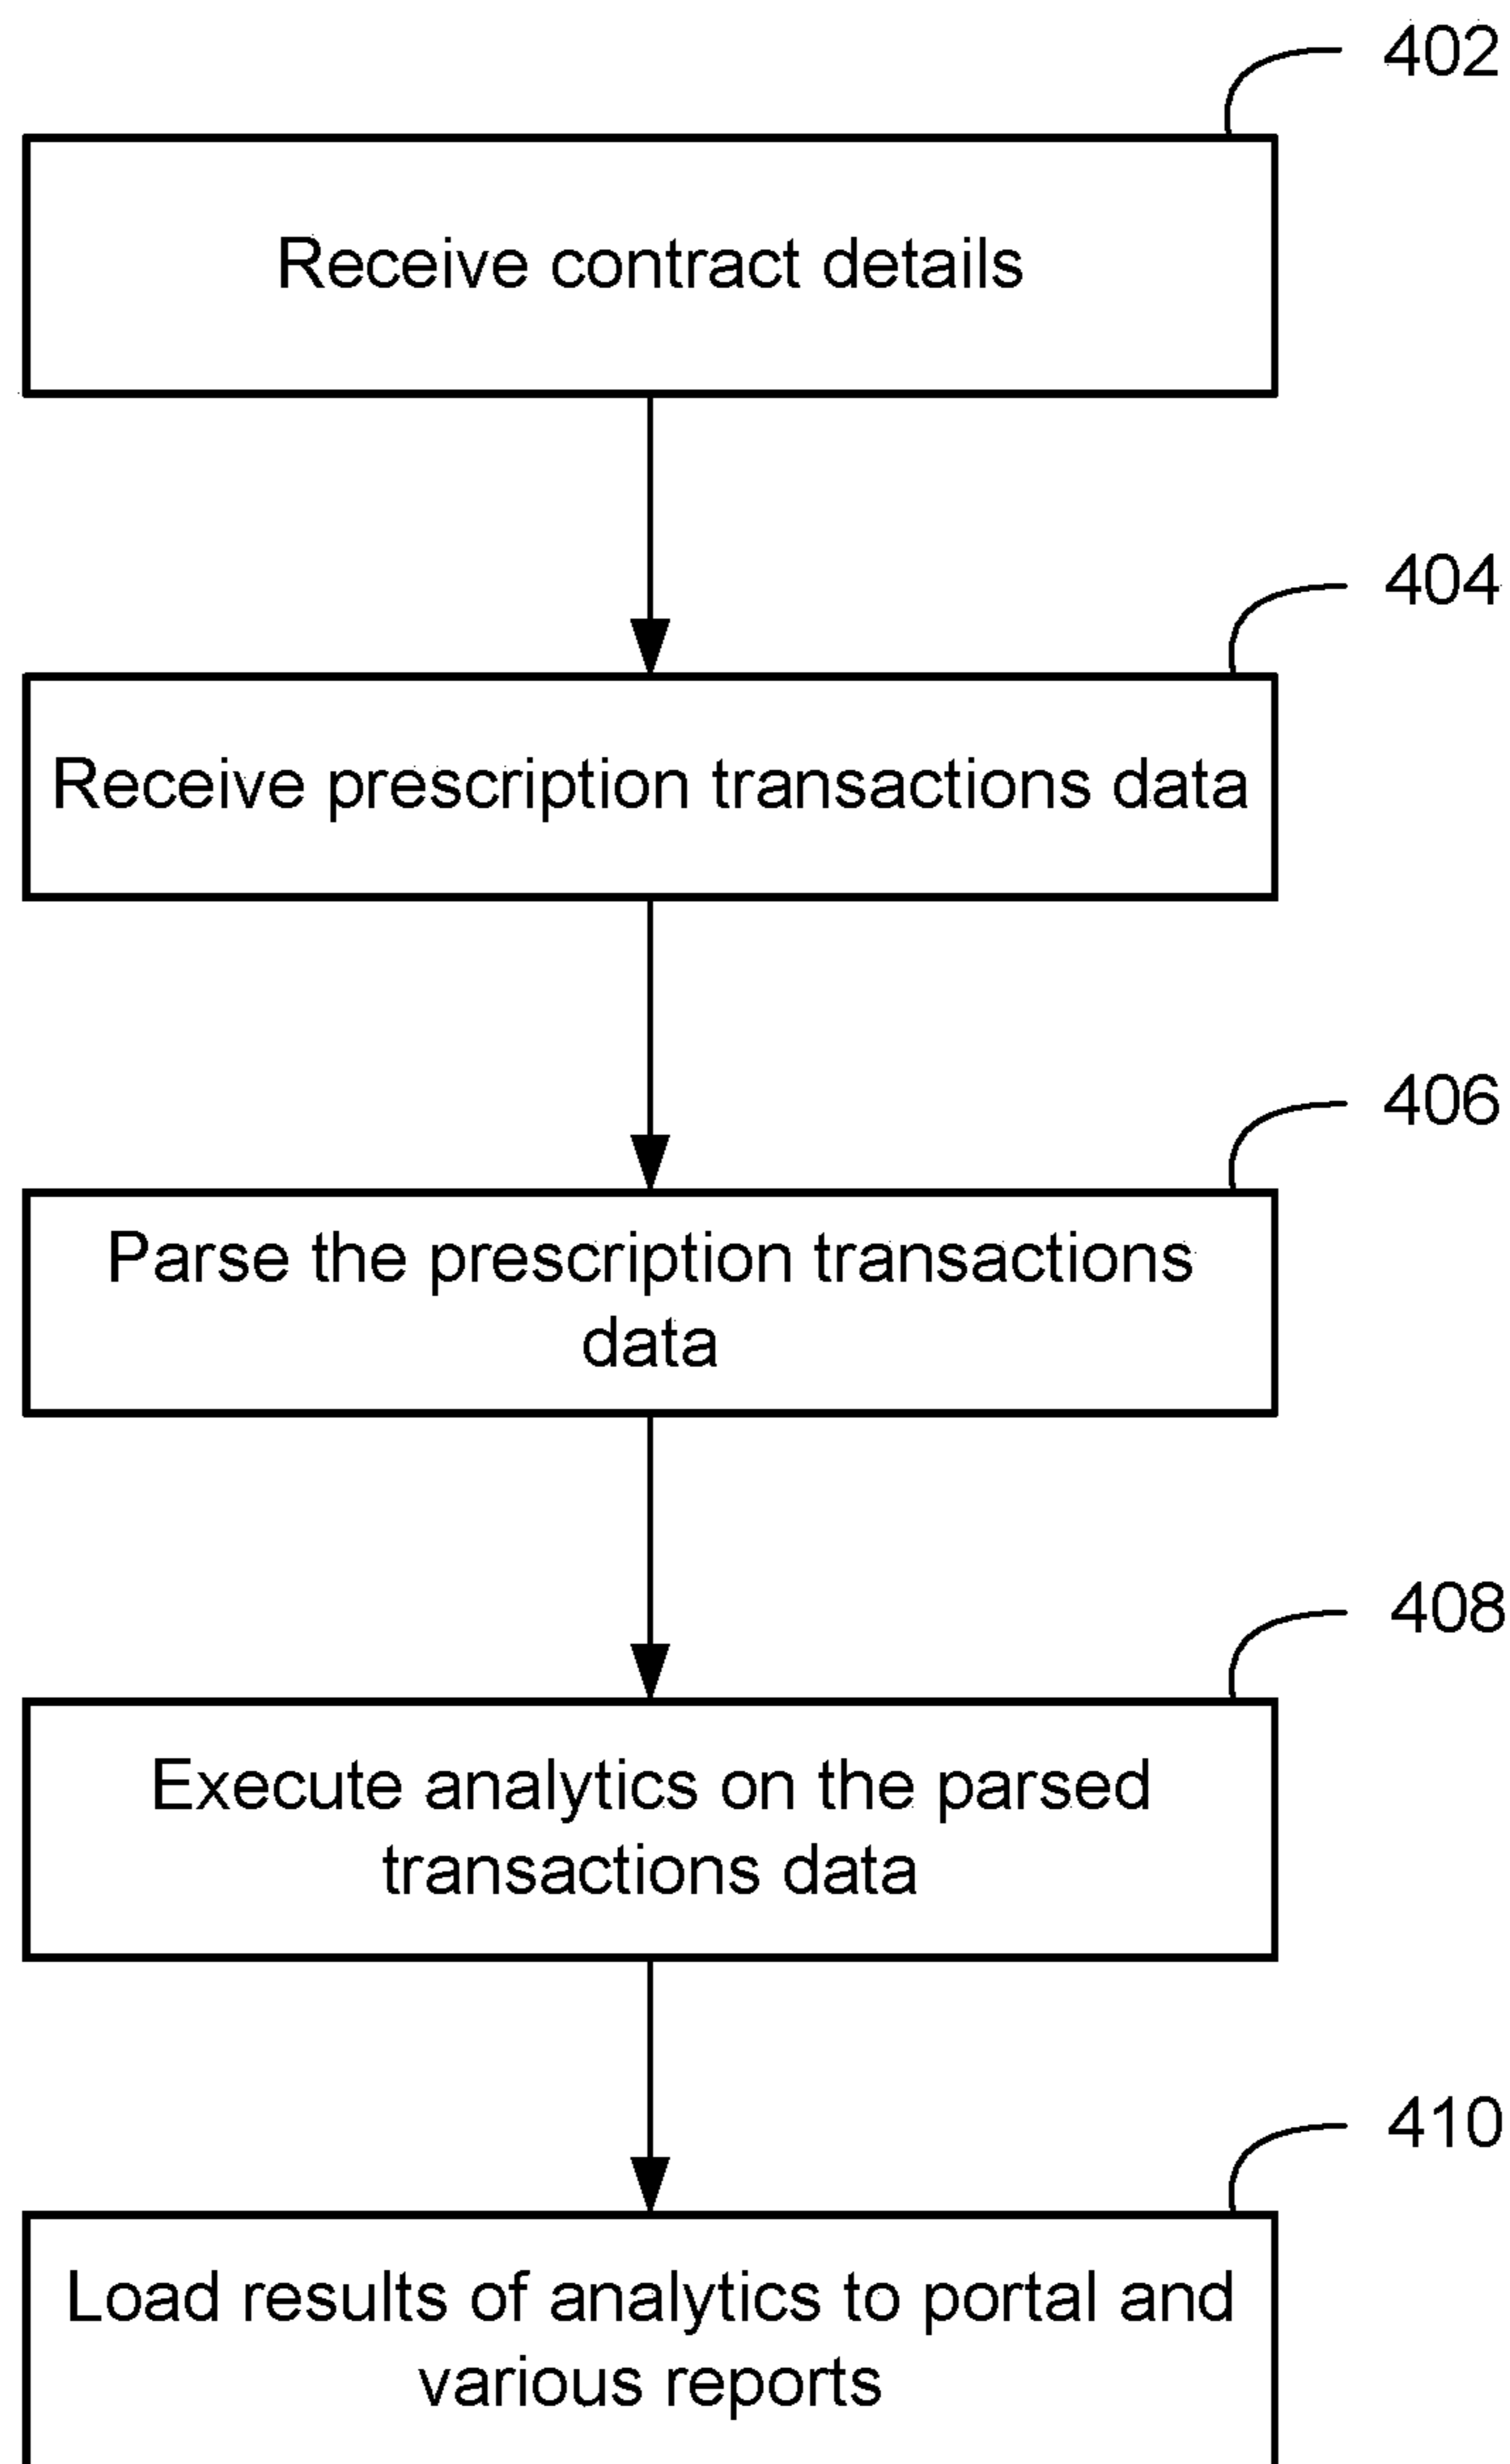 402
Receive contract details
404
Receive prescription transactions data
406
Parse the prescription transactions
data
408
Execute analytics on the parsed
transactions data
410
Load results of analytics to portal and
various reports